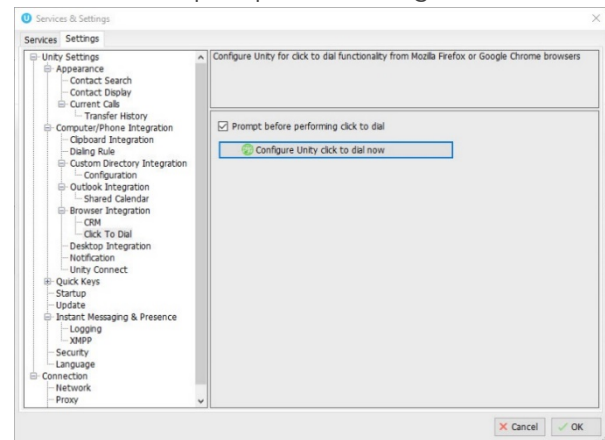 Services & Settings
Services Settings
Unity Settings
Appearance
Contact Search
Contact Display
Current Calls
Transfer History
Computer/Phone Integration
Clipboard Integration
Dialing Rule
Custom Directory Integration
Configuration
Outlook Integration
Shared Calendar
Browser Integration
CRM
Click To Dial
Desktop Integration
Notification
Unity Connect
Quick Keys
Startup
Update
Instant Messaging & Presence
Logging
XMPP
Security
Language
Connection
Network
Proxy
Configure Unity for click to dial functionality from Mozilla Firefox or Google Chrome browsers
Prompt before performing click to dial
Configure Unity click to dial now
Cancel OK